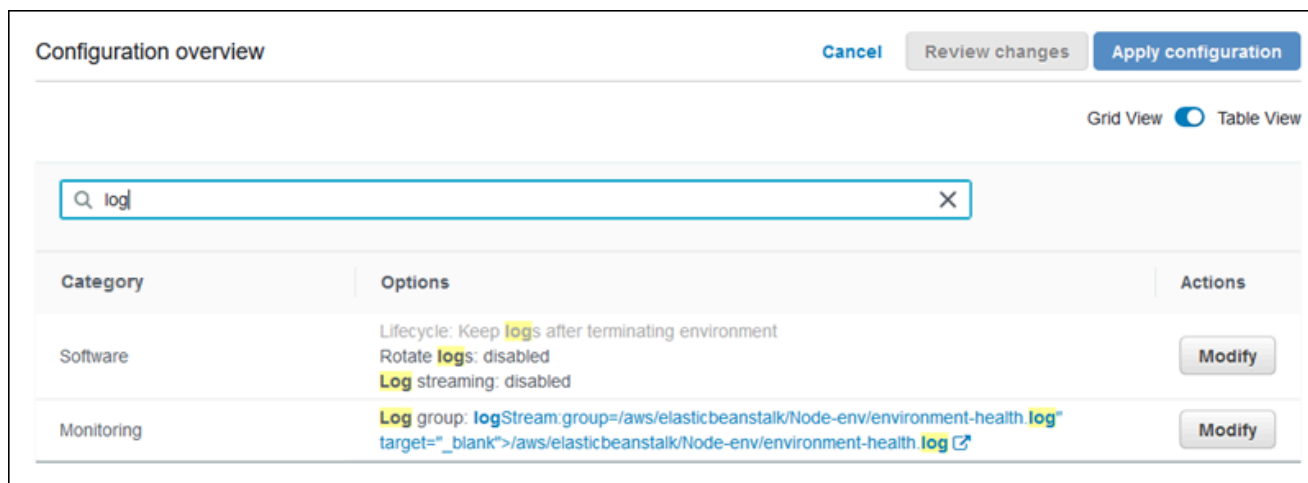 Configuration overview
Cancel
Review changes
Apply configuration
Grid View
Table View
log
Category
Options
Actions
Software
Lifecycle: Keep logs after terminating environment
Rotate logs: disabled
Log streaming: disabled
Modify
Monitoring
Log group: logStream:group=/aws/elasticbeanstalk/Node-env/environment-health.log"
target="_blank">/aws/elasticbeanstalk/Node-env/environment-health.log
Modify